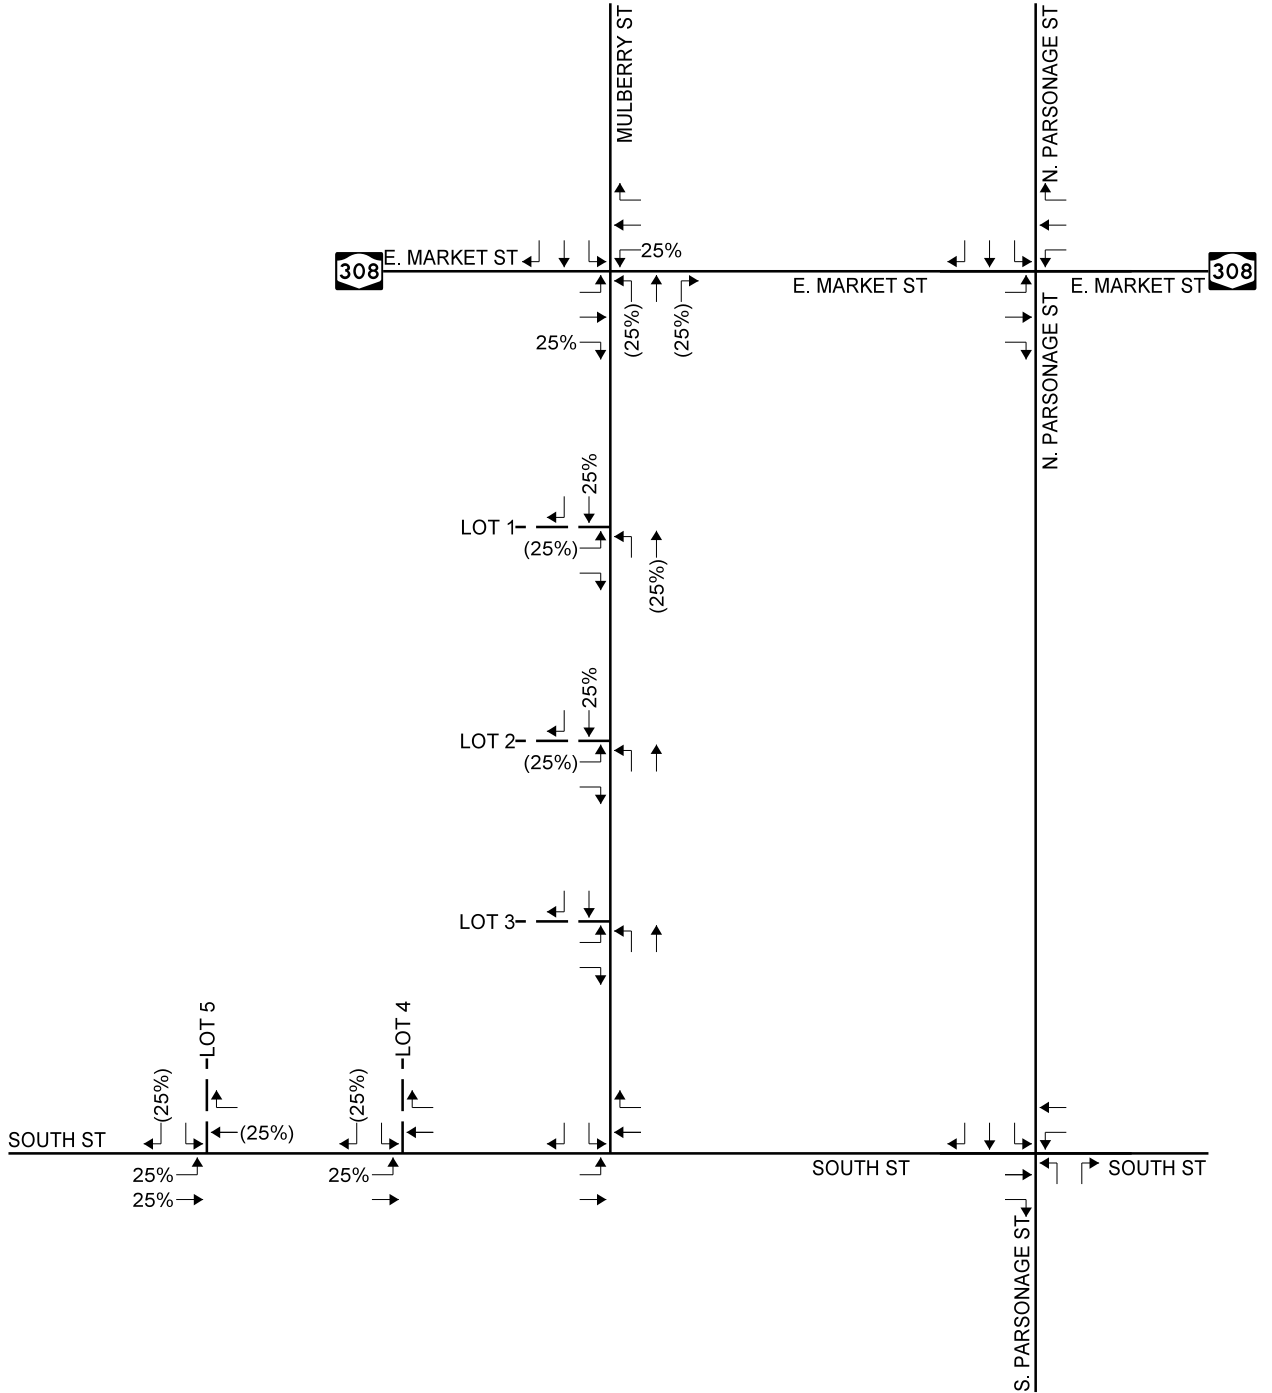 MULBERRY ST
N. PARSONAGE ST
308
E. MARKET ST
25%
E. MARKET ST
E. MARKET ST
308
25%
(25%)
(25%)
N. PARSONAGE ST
25%
LOT 1
(25%)
(25%)
25%
LOT 2
(25%)
LOT 3
LOT 5
LOT 4
(25%)
(25%)
SOUTH ST
(25%)
25%
25%
25%
SOUTH ST
SOUTH ST
S. PARSONAGE ST